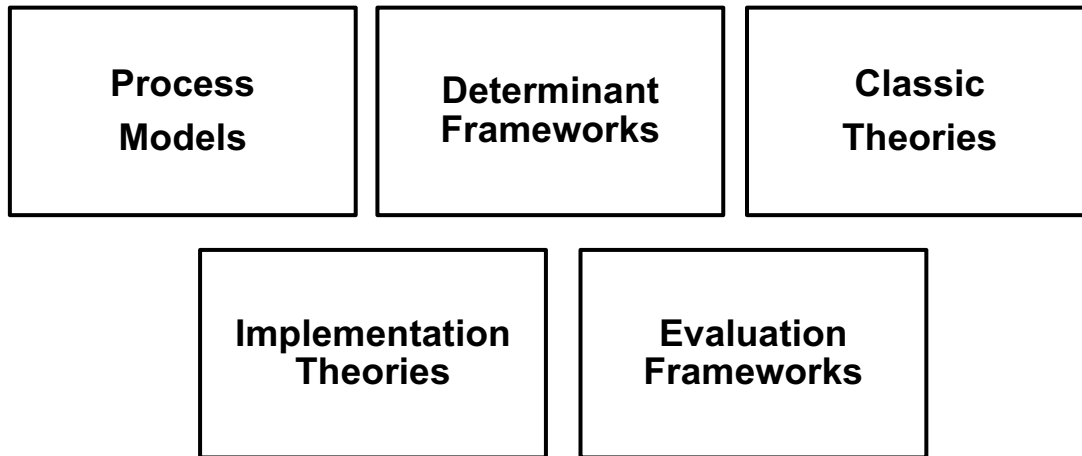 Process
Models
Determinant
Frameworks
Classic
Theories
Implementation
Theories
Evaluation
Frameworks